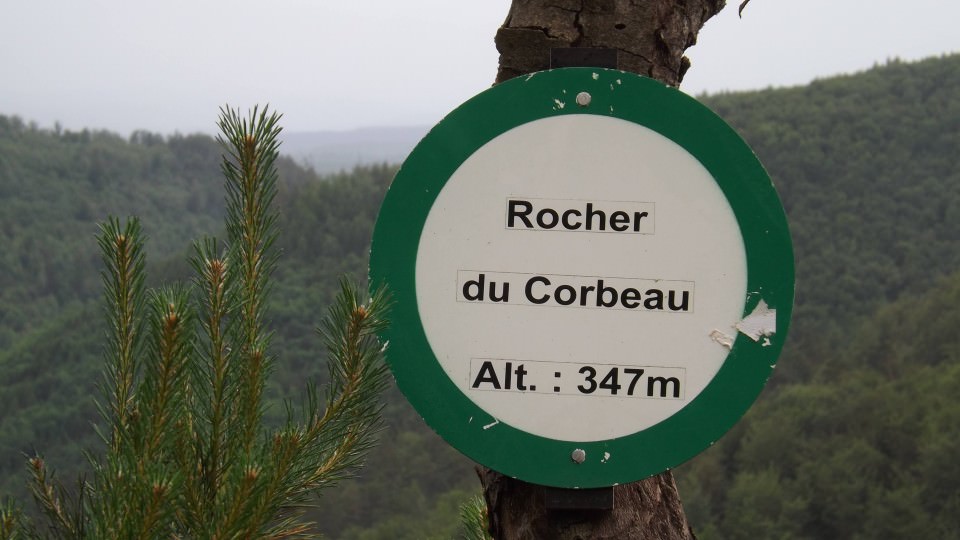 Rocher
du Corbeau
Alt. : 347m